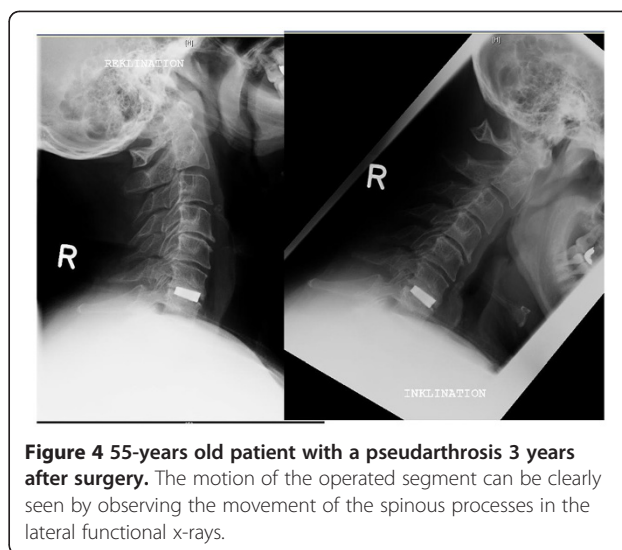 [H]
REKLINATION
R
[H]
R
INKLINATION
Figure 4 55-years old patient with a pseudarthrosis 3 years
after surgery. The motion of the operated segment can be clearly
seen by observing the movement of the spinous processes in the
lateral functional x-rays.